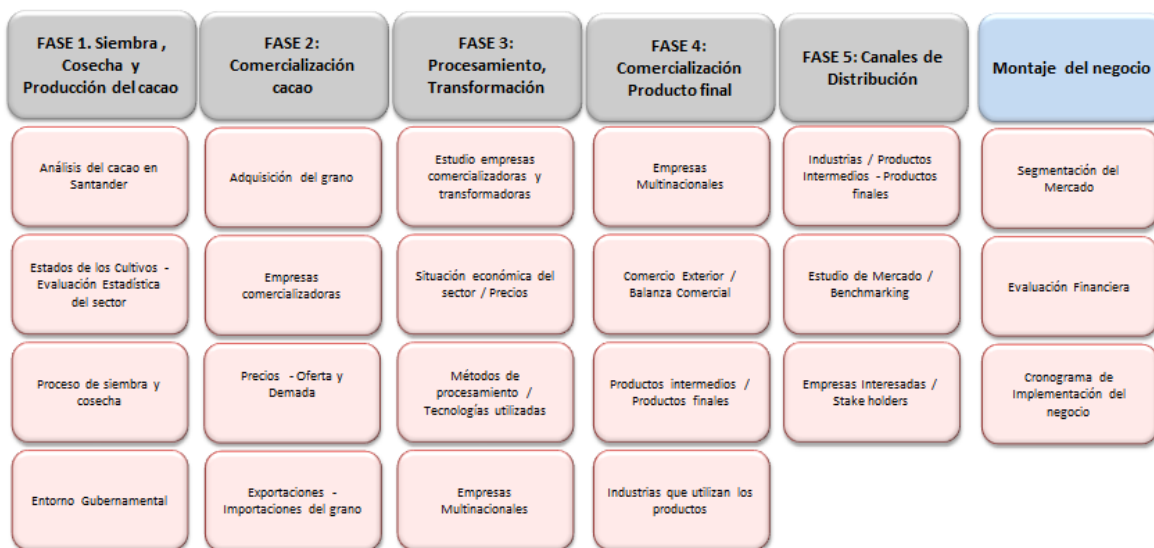 FASE 1. Siembra ,
Cosecha y
Producción del cacao
Análisis del cacao en
Santander
Estados de los Cultivos -
Evaluación Estadística
del sector
Proceso de siembra y
cosecha
Entorno Gubernamental
FASE 2:
Comercialización
cacao
Adquisición del grano
Empresas
comercializadoras
Precios - Oferta y
Demada
Exportaciones -
Importaciones del grano
FASE 3:
Procesamiento,
Transformación
Estudio empresas
comercializadoras y
transformadoras
Situación económica del
sector / Precios
Métodos de
procesamiento /
Tecnologías utilizadas
Empresas
Multinacionales
FASE 4:
Comercialización
Producto final
Empresas
Multinacionales
Comercio Exterior /
Balanza Comercial
Productos intermedios /
Productos finales
Industrias que utilizan los
productos
FASE 5: Canales de
Distribución
Industrias / Productos
Intermedios - Productos
finales
Estudio de Mercado /
Benchmarking
Empresas Interesadas /
Stake holders
Montaje del negocio
Segmentación del
Mercado
Evaluación Financiera
Cronograma de
Implementación del
negocio